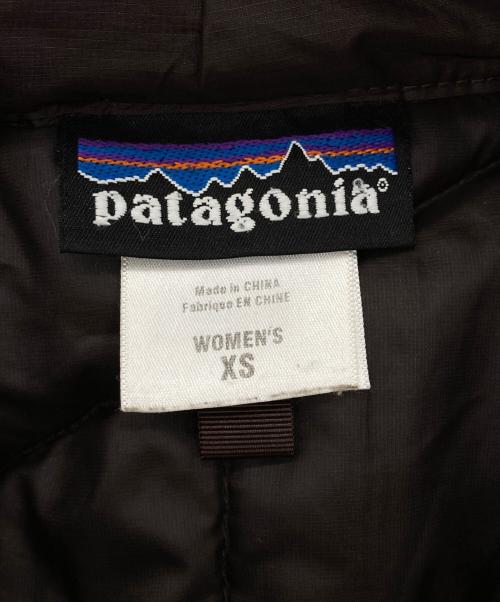 patagonia®
Made in CHINA
Fabriqué EN CHINE
WOMEN'S
XS